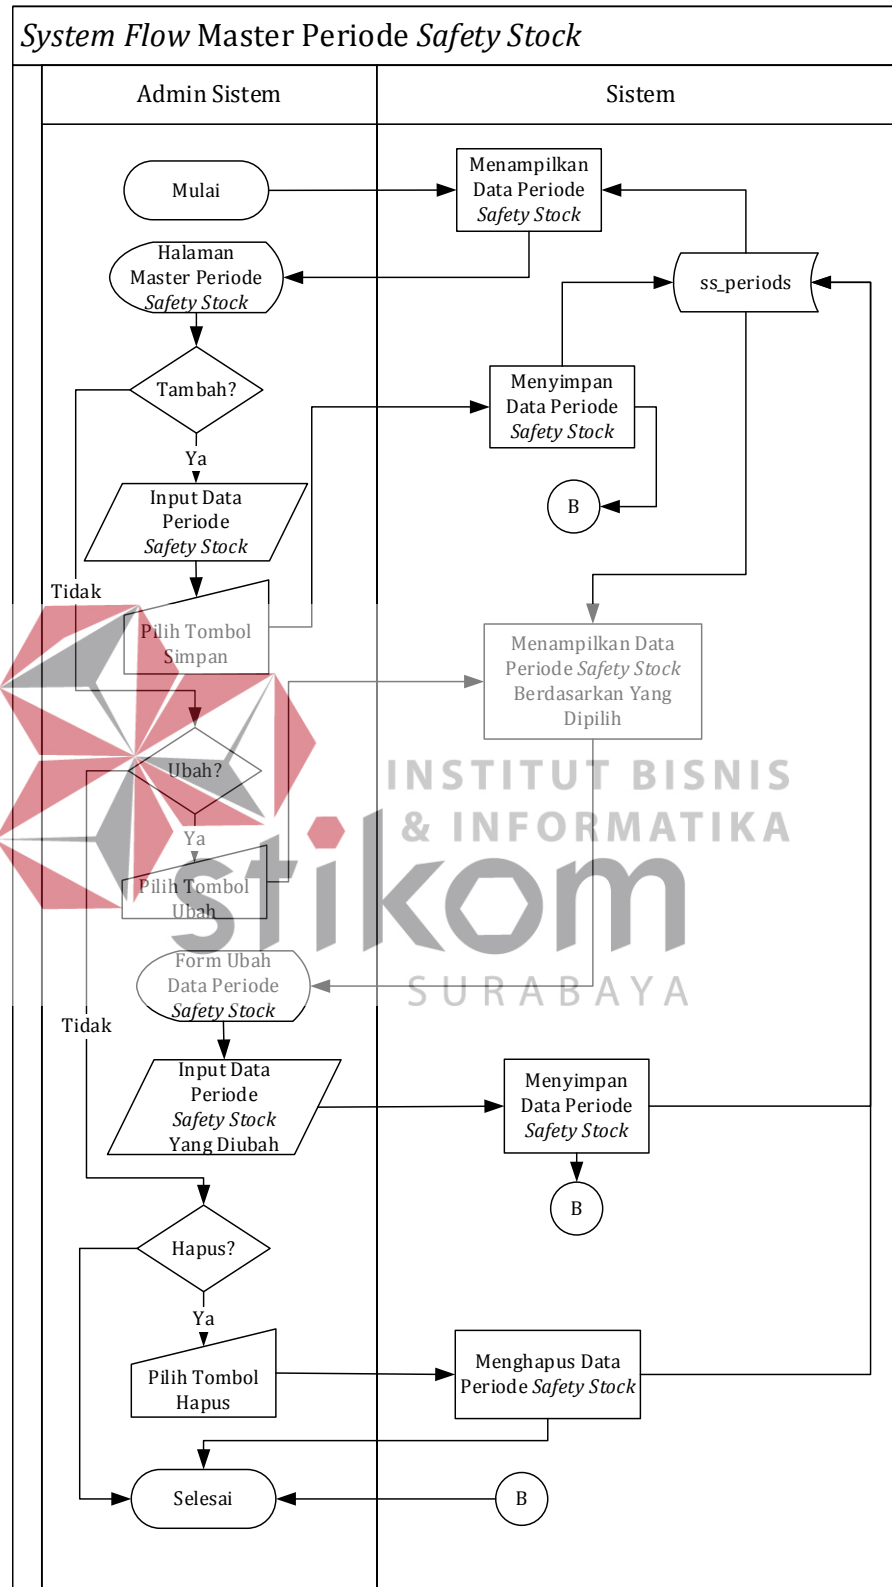 System Flow Master Periode Safety Stock
Admin Sistem
Sistem
Mulai
Menampilkan
Data Periode
Safety Stock
Halaman
Master Periode
Safety Stock
ss_periods
Tambah?
Menyimpan
Data Periode
Safety Stock
Ya
B
Input Data
Periode
Safety Stock
Tidak
Pilih Tombol
Simpan
Menampilkan Data
Periode Safety Stock
Berdasarkan Yang
Dipilih
Ubah?
INSTITUT BISNIS
& INFORMATIKA
Ya
stikom
Pilih Tombol
Ubah
Form Ubah
Data Periode
Safety Stock
SURABAYA
Tidak
Input Data
Periode
Safety Stock
Yang Diubah
Menyimpan
Data Periode
Safety Stock
B
Hapus?
Ya
Pilih Tombol
Hapus
Menghapus Data
Periode Safety Stock
Selesai
B